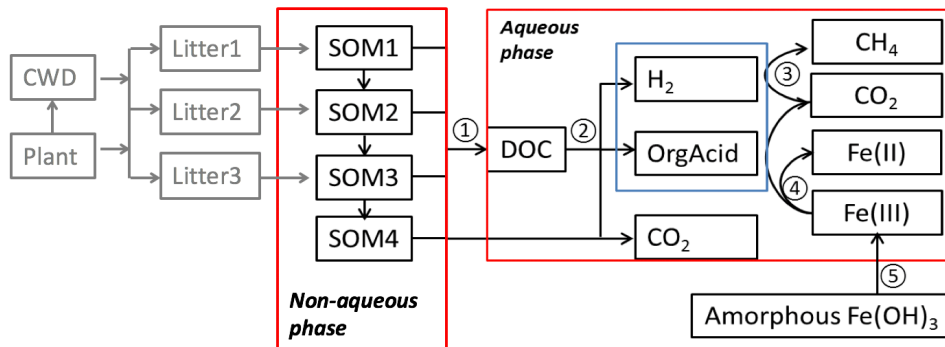 CWD
Plant
Litter1
Litter2
Litter3
SOM1
SOM2
SOM3
SOM4
Non-aqueous
phase
①
Aqueous
phase
DOC
②
H₂
OrgAcid
CO₂
③
④
CH₄
CO₂
Fe(II)
Fe(III)
⑤
Amorphous Fe(OH)₃